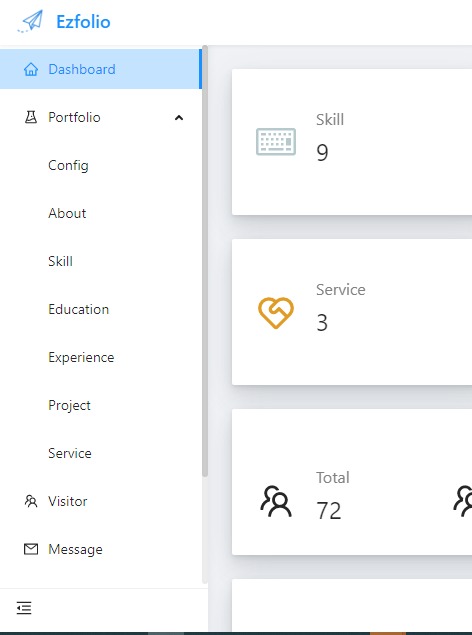 Ezfolio
Dashboard
Portfolio
Config
About
Skill
Education
Experience
Project
Service
Visitor
Message
Skill
9
Service
3
Total
72